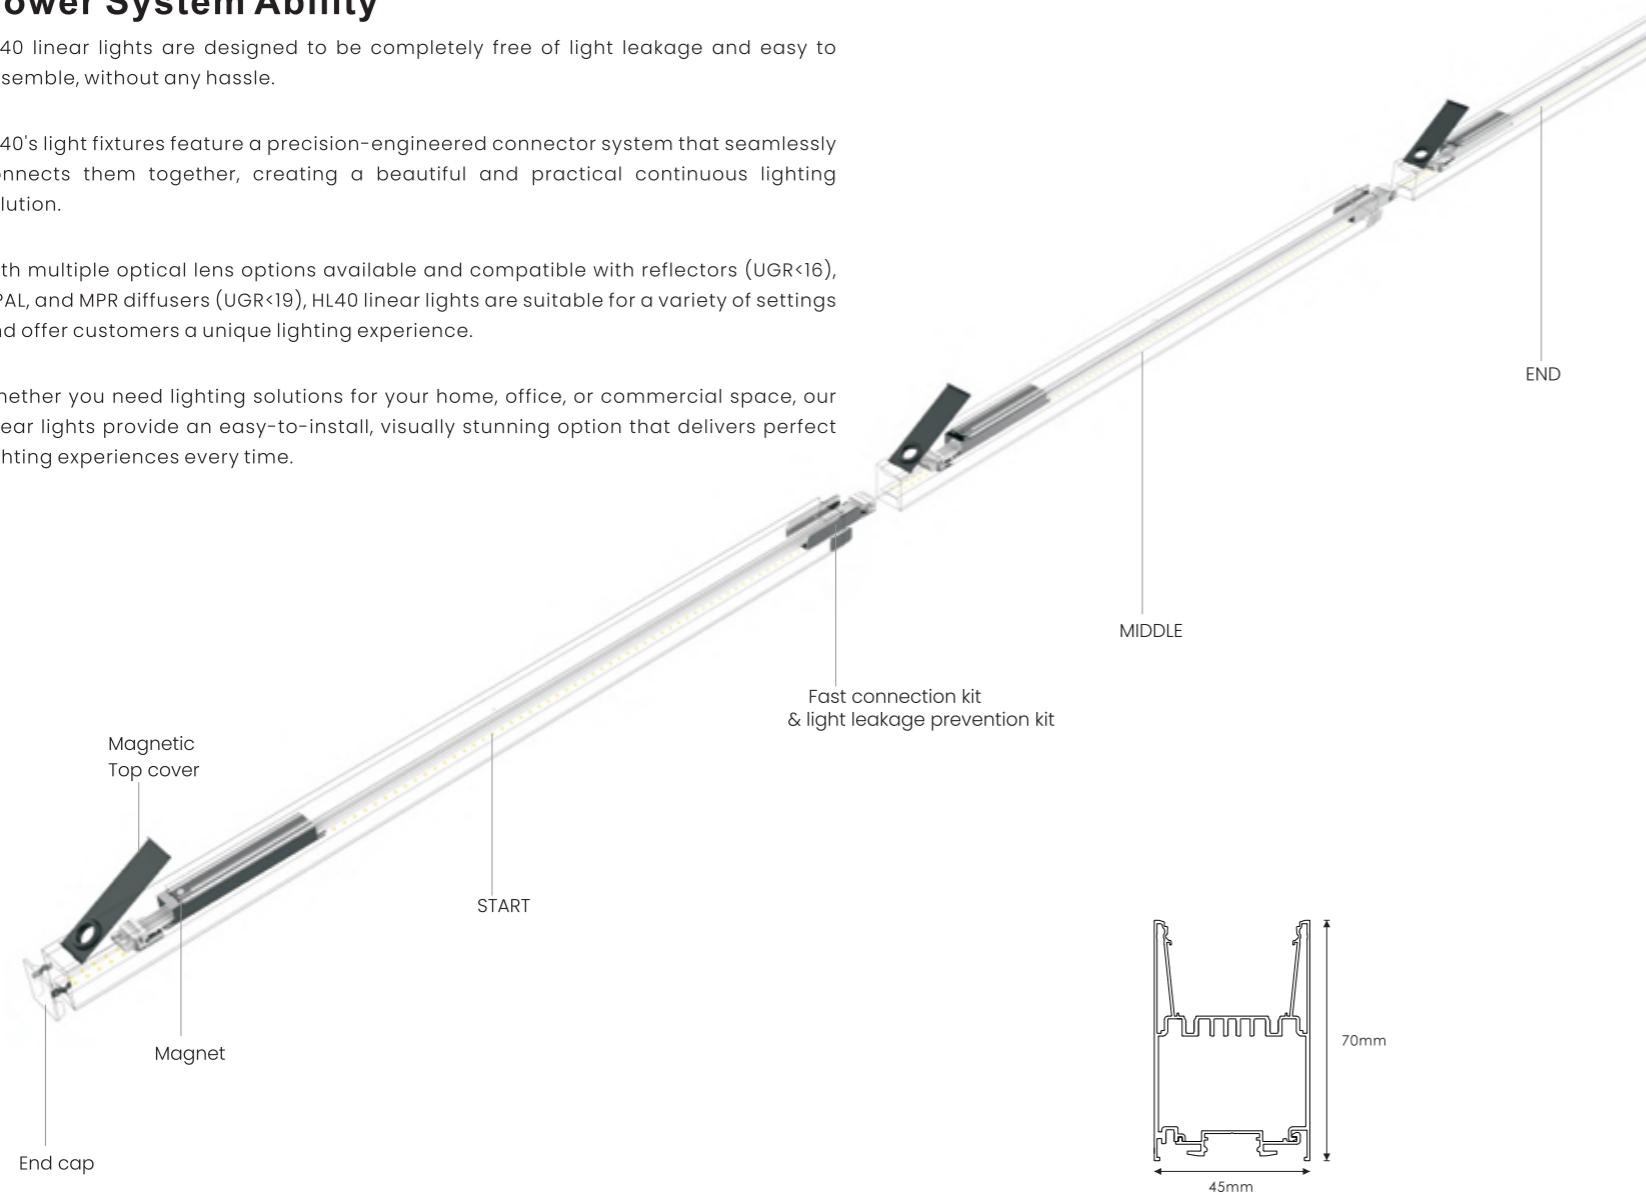 ower System Ability
40 linear lights are designed to be completely free of light leakage and easy to
semble, without any hassle.
40's light fixtures feature a precision-engineered connector system that seamlessly
nnects them together, creating a beautiful and practical continuous lighting
lution.
th multiple optical lens options available and compatible with reflectors (UGR<16),
PAL, and MPR diffusers (UGR<19), HL40 linear lights are suitable for a variety of settings
nd offer customers a unique lighting experience.
hether you need lighting solutions for your home, office, or commercial space, our
ear lights provide an easy-to-install, visually stunning option that delivers perfect
hting experiences every time.
END
MIDDLE
Fast connection kit
& light leakage prevention kit
Magnetic
Top cover
START
Magnet
End cap
70mm
45mm